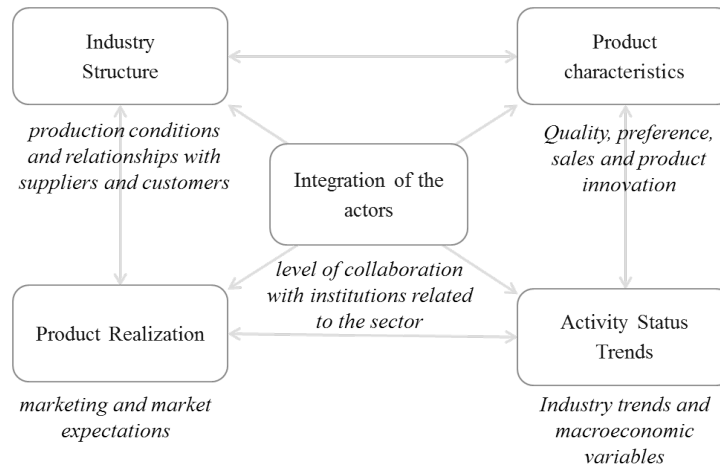 Industry
Structure
Product
characteristics
production conditions
and relationships with
suppliers and customers
Quality, preference,
sales and product
innovation
Integration of the
actors
level of collaboration
with institutions related
to the sector
Product Realization
Activity Status
Trends
marketing and market
expectations
Industry trends and
macroeconomic
variables